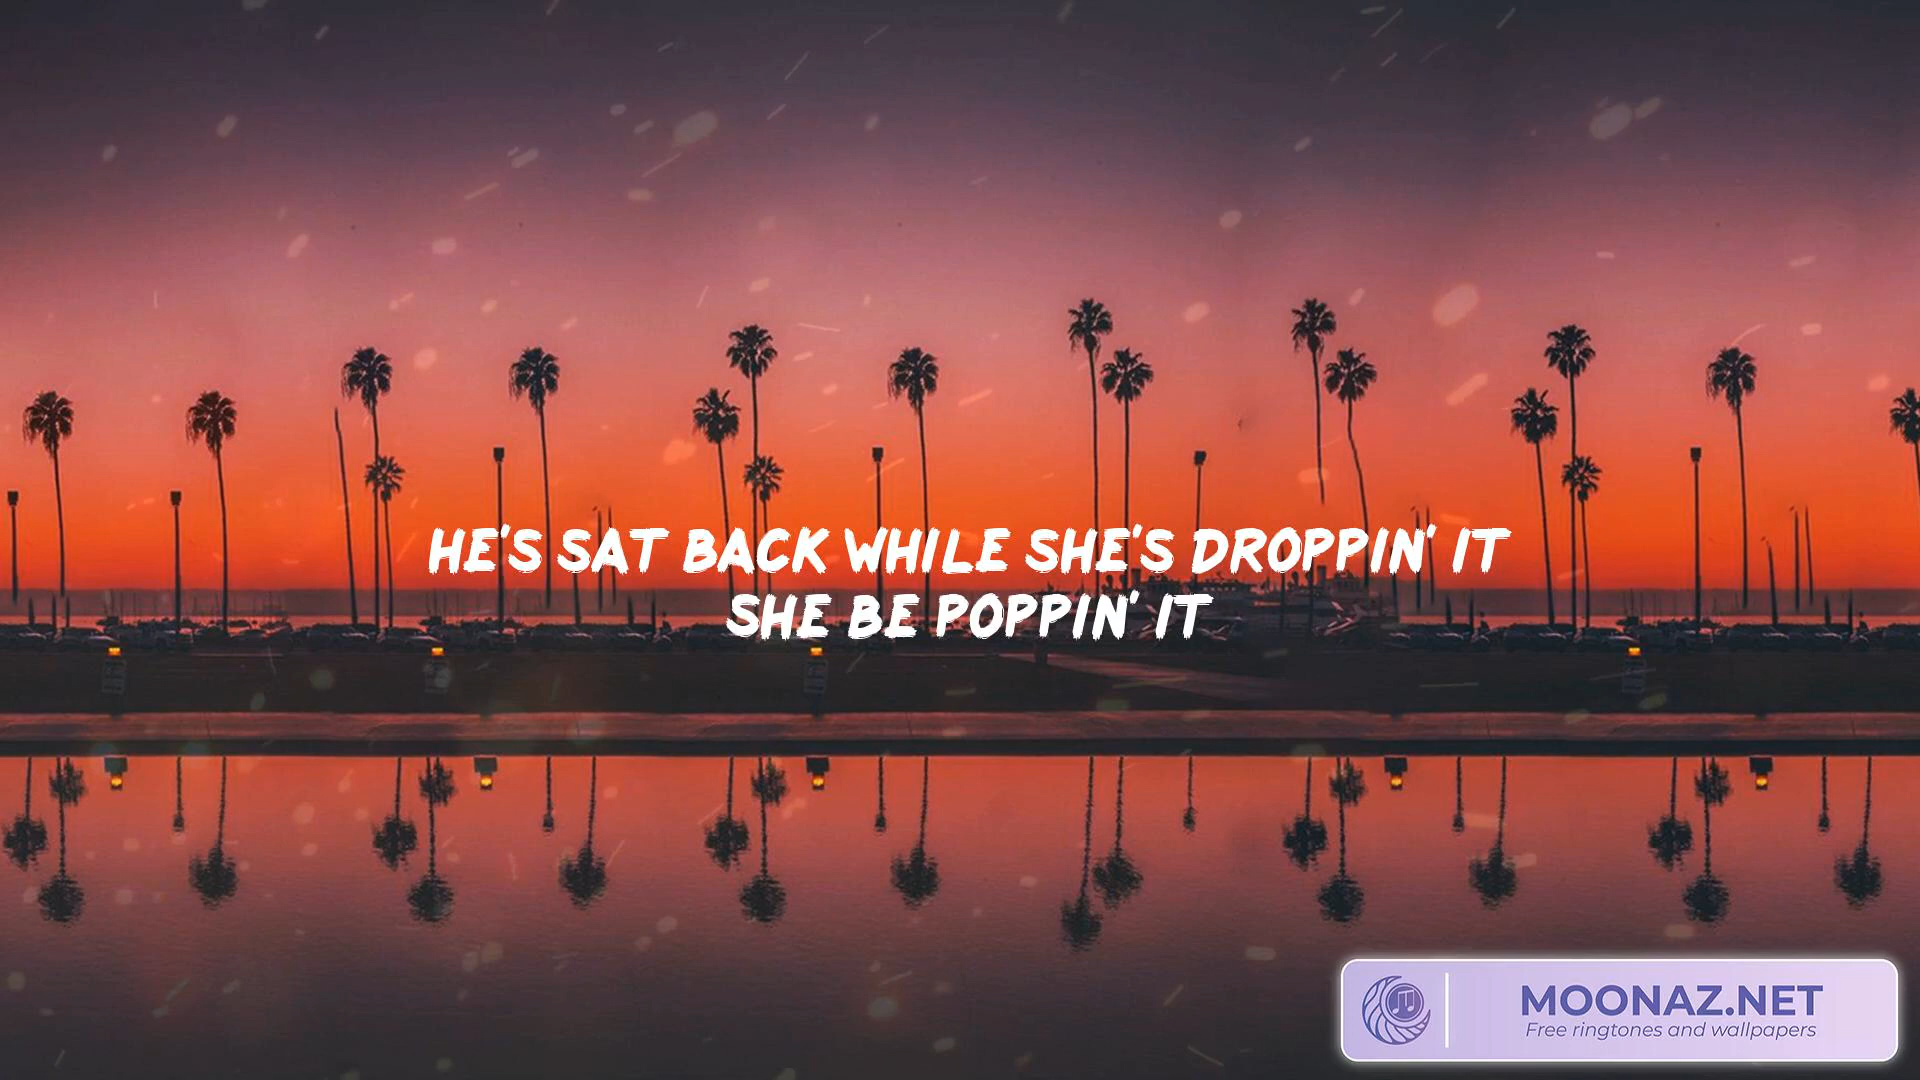 HE'S SAT BACK WHILE SHE'S DROPPIN' IT
SHE BE POPPIN' IT
MOONAZ.NET
Free ringtones and wallpapers